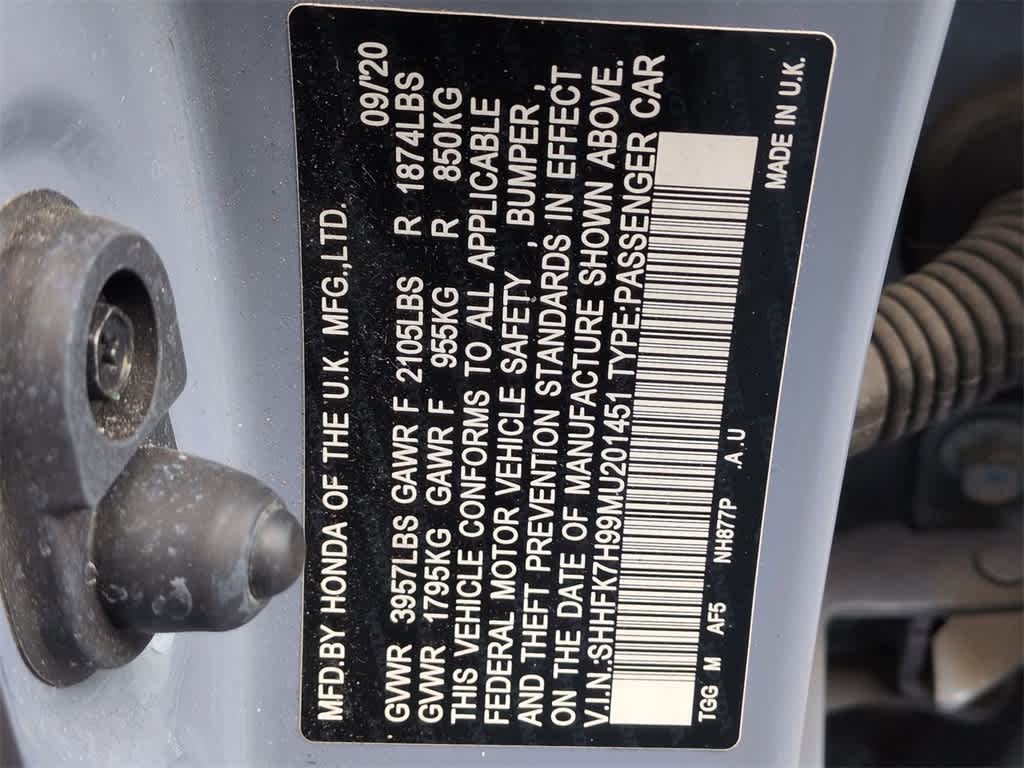 MFD.BY HONDA OF THE U.K. MFG.,LTD. 09/'20
GVWR 3957LBS GAWR F 2105LBS R 1874LBS
GVWR 1795KG GAWR F 955KG R 850KG
THIS VEHICLE CONFORMS TO ALL APPLICABLE
FEDERAL MOTOR VEHICLE SAFETY , BUMPER ,
AND THEFT PREVENTION STANDARDS IN EFFECT
ON THE DATE OF MANUFACTURE SHOWN ABOVE.
V.I.N.:SHHFK7H99MU201451 TYPE:PASSENGER CAR
TGG M AF5 NH877P .A.U MADE IN U.K.